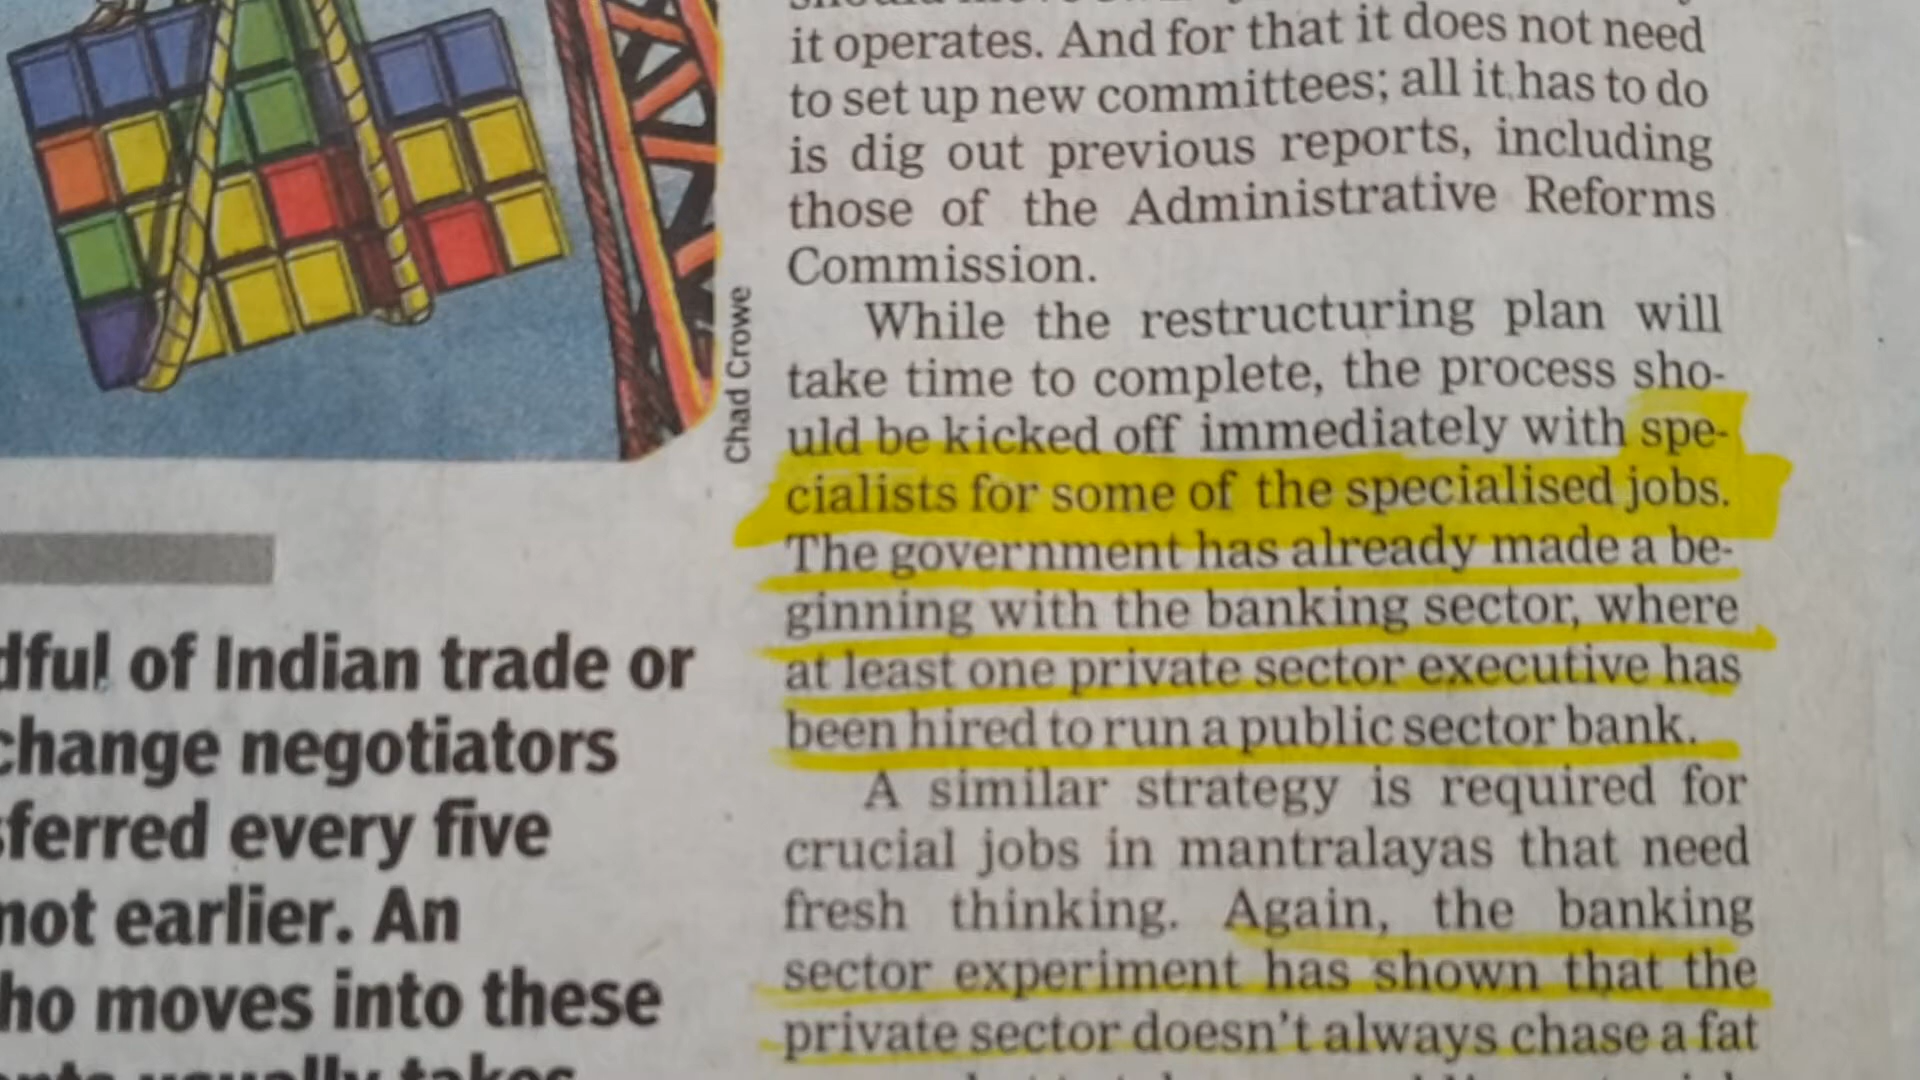 it operates. And for that it does not need
to set up new committees; all it has to do
is dig out previous reports, including
those of the Administrative Reforms
Commission.
While the restructuring plan will
take time to complete, the process sho-
uld be kicked off immediately with spe-
cialists for some of the specialised jobs.
The government has already made a be-
ginning with the banking sector, where
at least one private sector executive has
been hired to run a public sector bank.
A similar strategy is required for
crucial jobs in mantralayas that need
fresh thinking. Again, the banking
sector experiment has shown that the
private sector doesn't always chase a fat
Chad Crowe
of Indian trade or
change negotiators
every five
not earlier. An
moves into these
usually takes